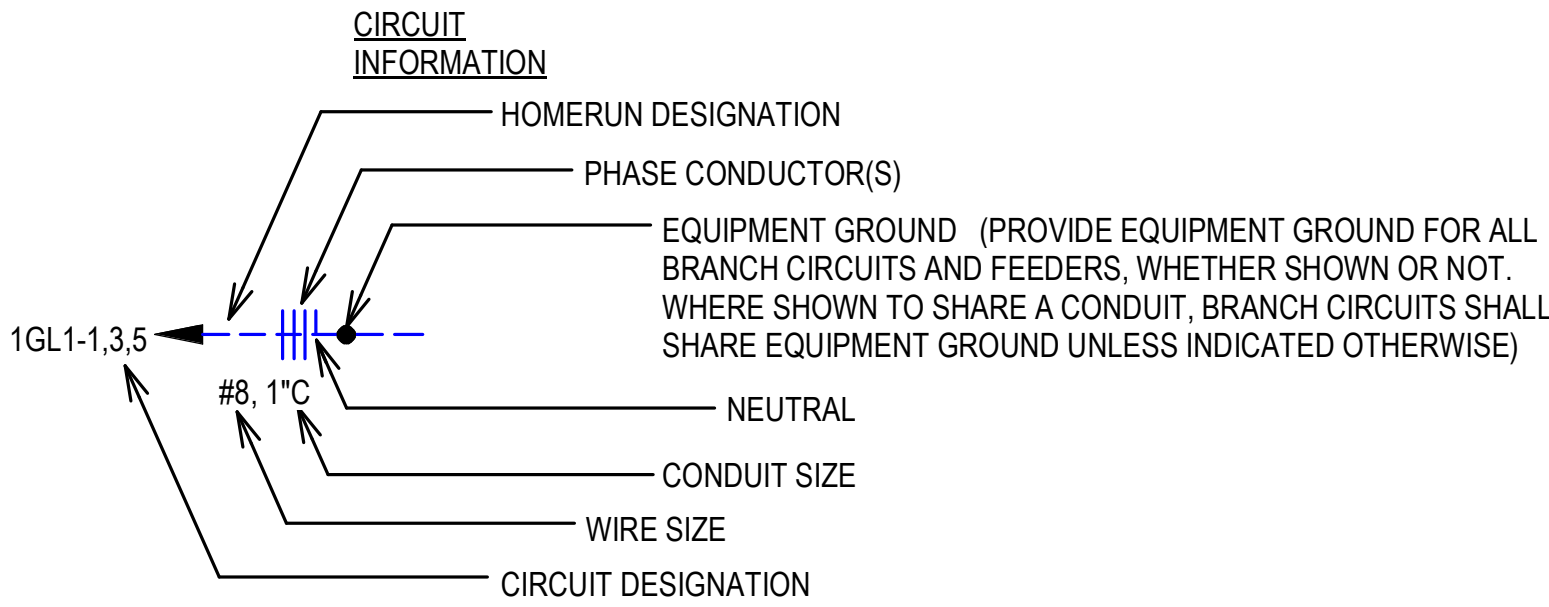 CIRCUIT
INFORMATION
HOMERUN DESIGNATION
PHASE CONDUCTOR(S)
EQUIPMENT GROUND (PROVIDE EQUIPMENT GROUND FOR ALL
BRANCH CIRCUITS AND FEEDERS, WHETHER SHOWN OR NOT.
WHERE SHOWN TO SHARE A CONDUIT, BRANCH CIRCUITS SHALL
SHARE EQUIPMENT GROUND UNLESS INDICATED OTHERWISE)
1GL1-1,3,5
#8, 1"C
NEUTRAL
CONDUIT SIZE
WIRE SIZE
CIRCUIT DESIGNATION